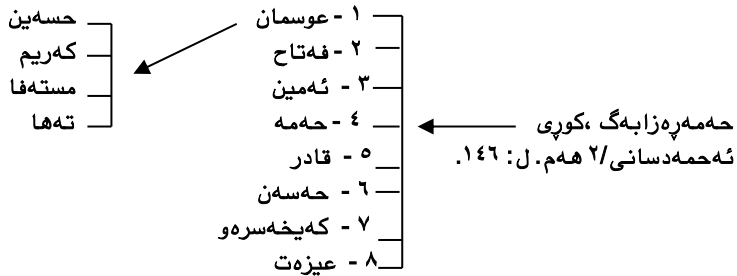 حەمەڕەزابەگ ،کوڕی
ئەحمەدسانی/٢ هەم. ل: ١٤٦.
١ - عوسمان
٢ - فەتاح
٣ - ئەمین
٤ - حەمە
٥ - قادر
٦ - حەسەن
٧ - کەیخەسرەو
٨ - عیزەت
حسەین
کەریم
مستەفا
تەها